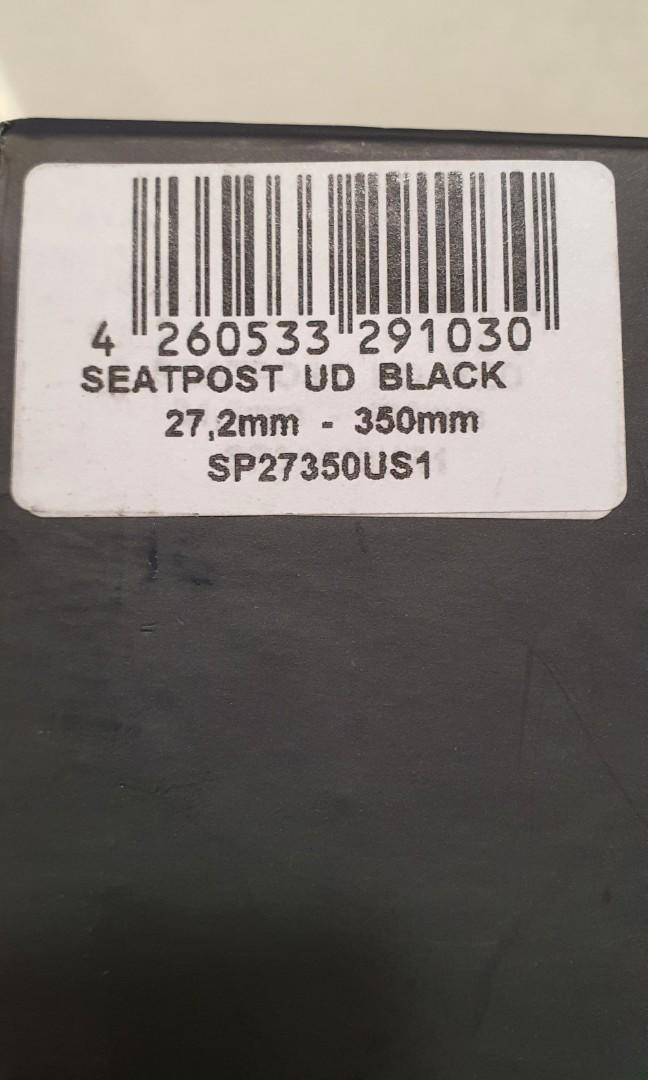 4 260533 291030
SEATPOST UD BLACK
27,2mm - 350mm
SP27350US1